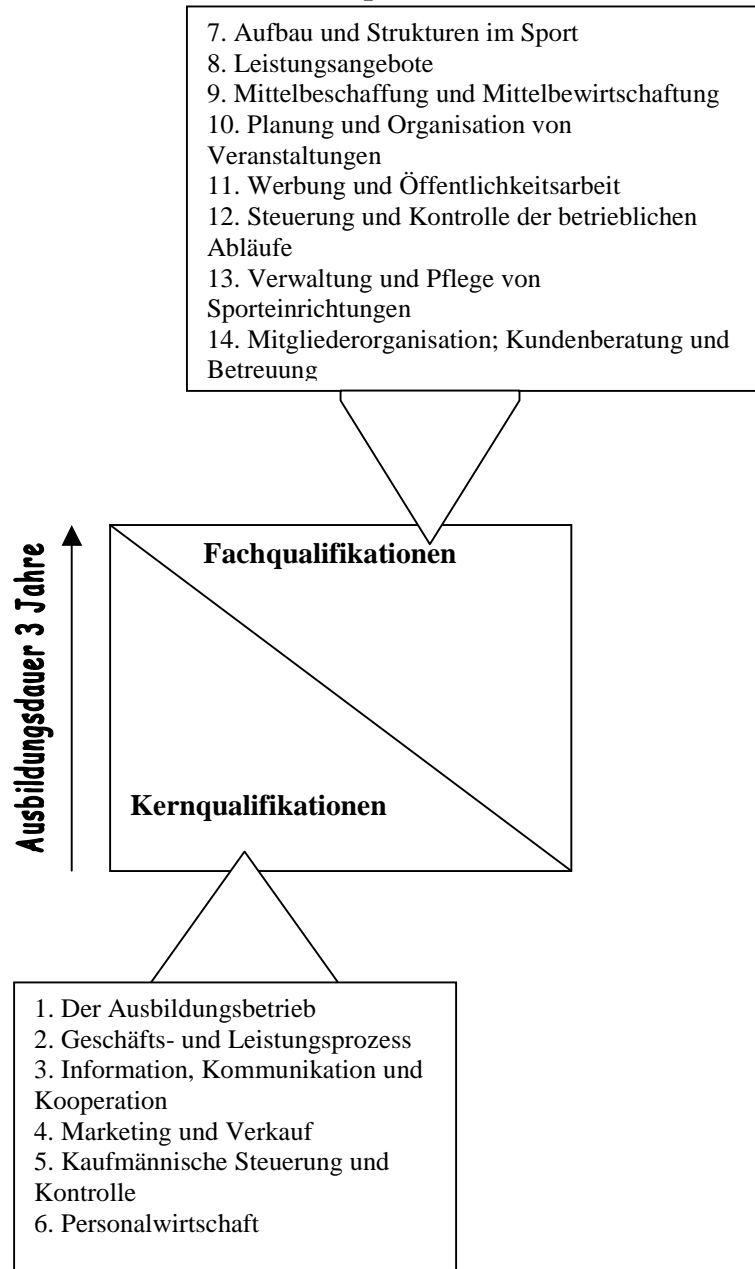 7. Aufbau und Strukturen im Sport
8. Leistungsangebote
9. Mittelbeschaffung und Mittelbewirtschaftung
10. Planung und Organisation von
Veranstaltungen
11. Werbung und Öffentlichkeitsarbeit
12. Steuerung und Kontrolle der betrieblichen
Abläufe
13. Verwaltung und Pflege von
Sporteinrichtungen
14. Mitgliederorganisation; Kundenberatung und
Betreuung
Fachqualifikationen
Ausbildungsdauer 3 Jahre
Kernqualifikationen
1. Der Ausbildungsbetrieb
2. Geschäfts- und Leistungsprozess
3. Information, Kommunikation und
Kooperation
4. Marketing und Verkauf
5. Kaufmännische Steuerung und
Kontrolle
6. Personalwirtschaft